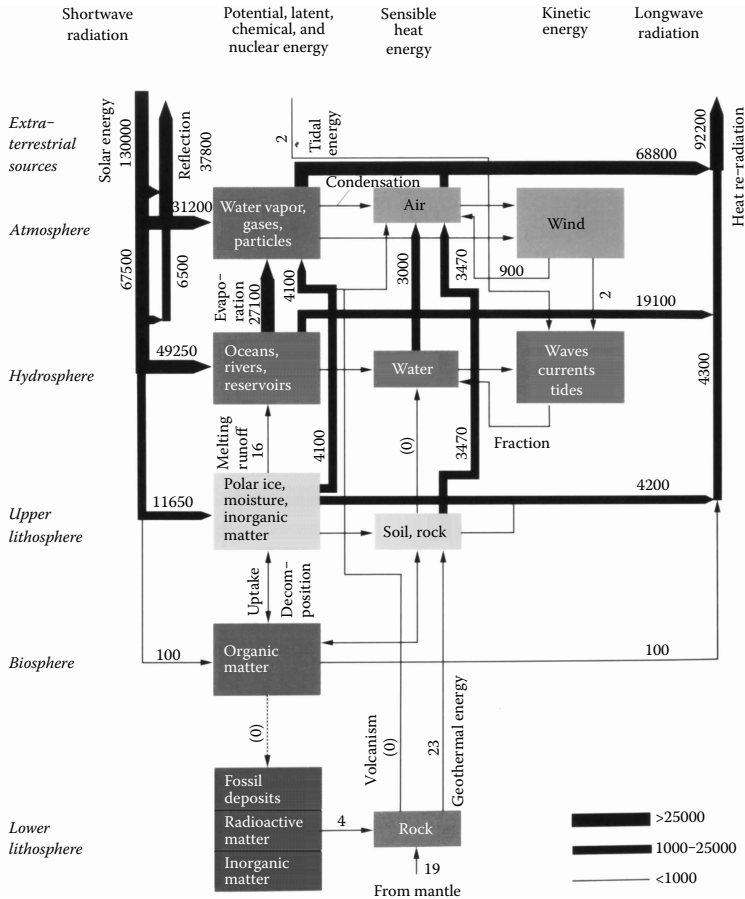 Shortwave
radiation
Potential, latent,
chemical, and
nuclear energy
Sensible
heat
energy
Kinetic
energy
Longwave
radiation
Extra-
terrestrial
sources
Solar energy
130000
Reflection
37800
2
Tidal
energy
68800
92200
Heat re-radiation
Condensation
31200
Atmosphere
Water vapor,
gases,
particles
Air
Wind
67500
6500
Evapo-
ration
27100
4100
3000
3470
900
2
19100
49250
Hydrosphere
Oceans,
rivers,
reservoirs
Water
Waves
currents
tides
4300
Melting
runoff
16
4100
(0)
3470
Fraction
11650
4200
Upper
lithosphere
Polar ice,
moisture,
inorganic
matter
Soil, rock
Uptake
Decom-
position
Biosphere
100
Organic
matter
100
(0)
Volcanism
(0)
23
Geothermal energy
Lower
lithosphere
Fossil
deposits
Radioactive
matter
Inorganic
matter
4
Rock
19
From mantle
>25000
1000–25000
<1000